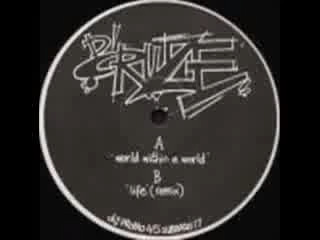 DJ
CRUZE
A
"world within a world"
B
"life" (remix)